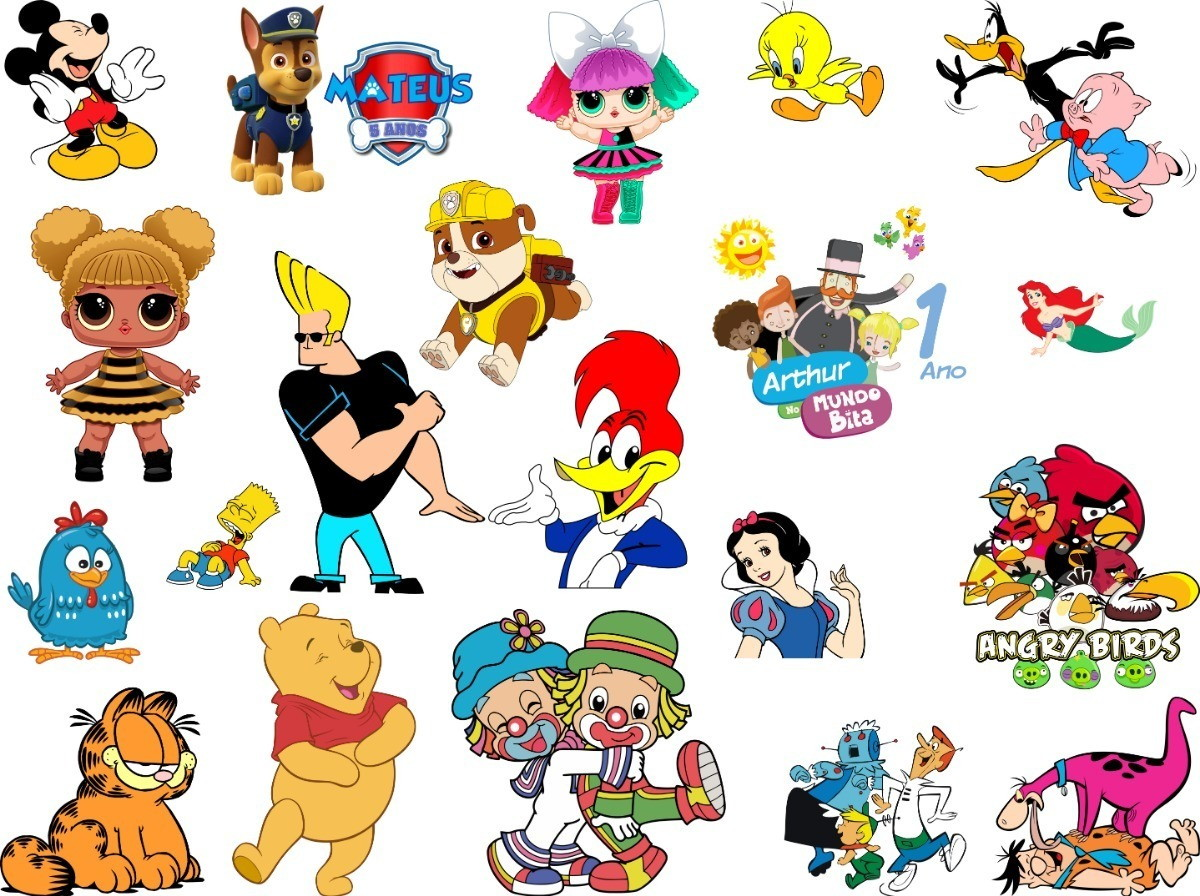 MATEUS
5 ANOS
1
Ano
Arthur
No
MUNDO
Bita
ANGRY BIRDS